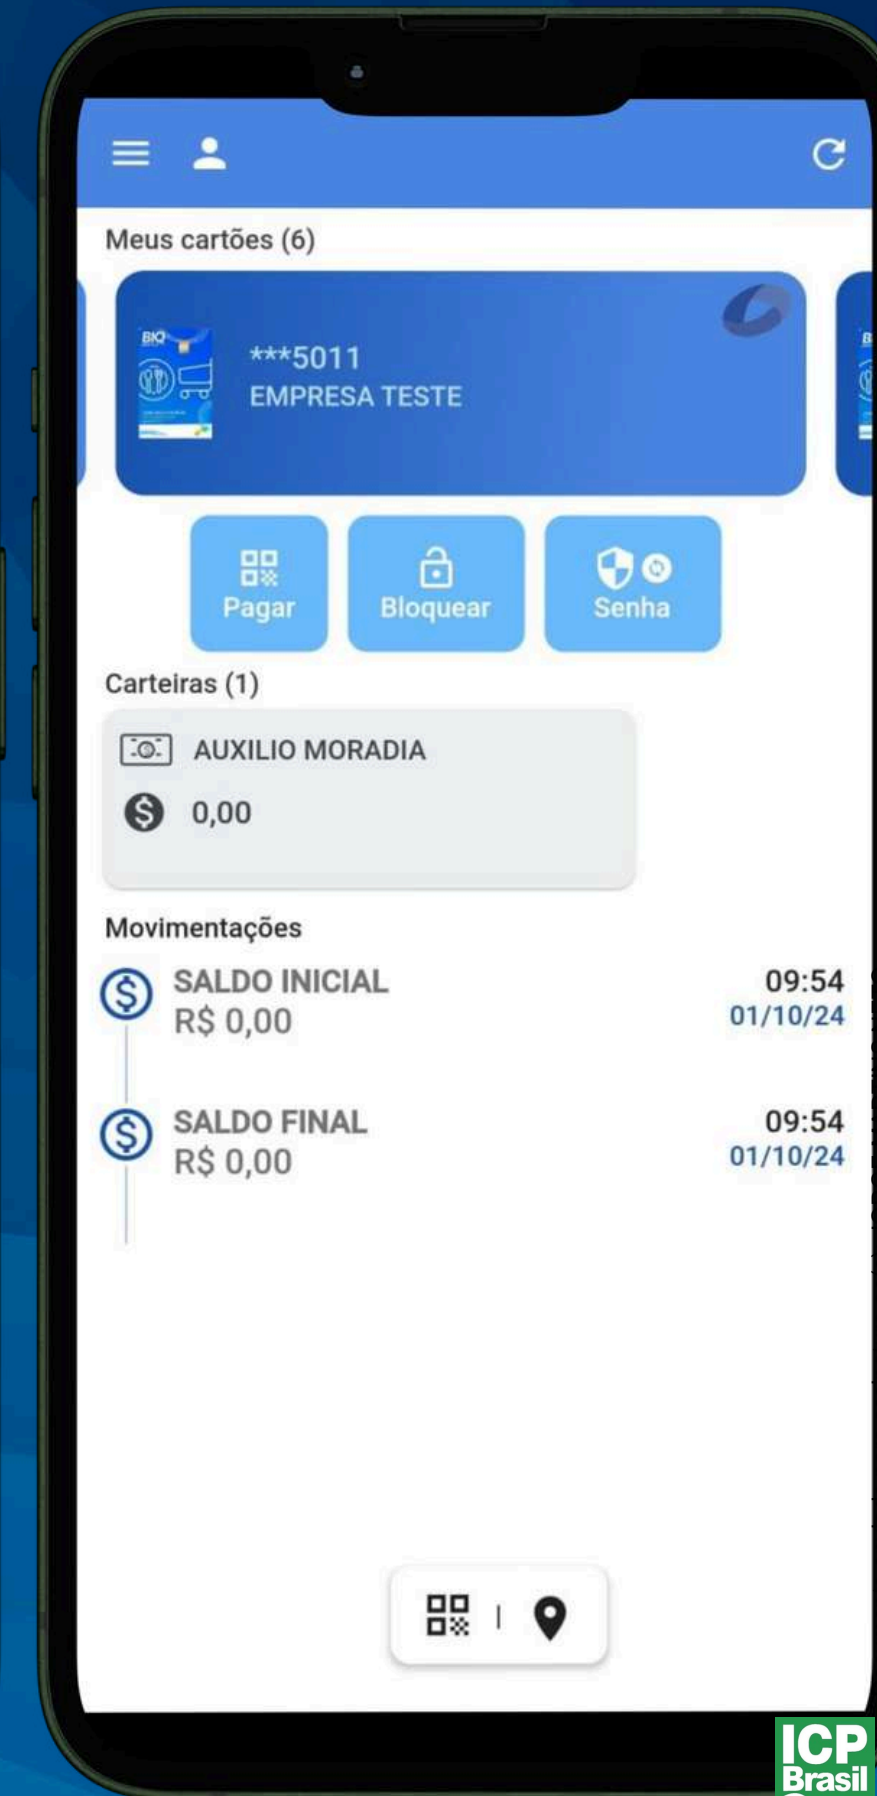 Meus cartões (6)
BIQ
***5011
EMPRESA TESTE
Pagar
Bloquear
Senha
Carteiras (1)
AUXILIO MORADIA
0,00
Movimentações
SALDO INICIAL
09:54
R$ 0,00
01/10/24
SALDO FINAL
09:54
R$ 0,00
01/10/24
ICP
Brasil